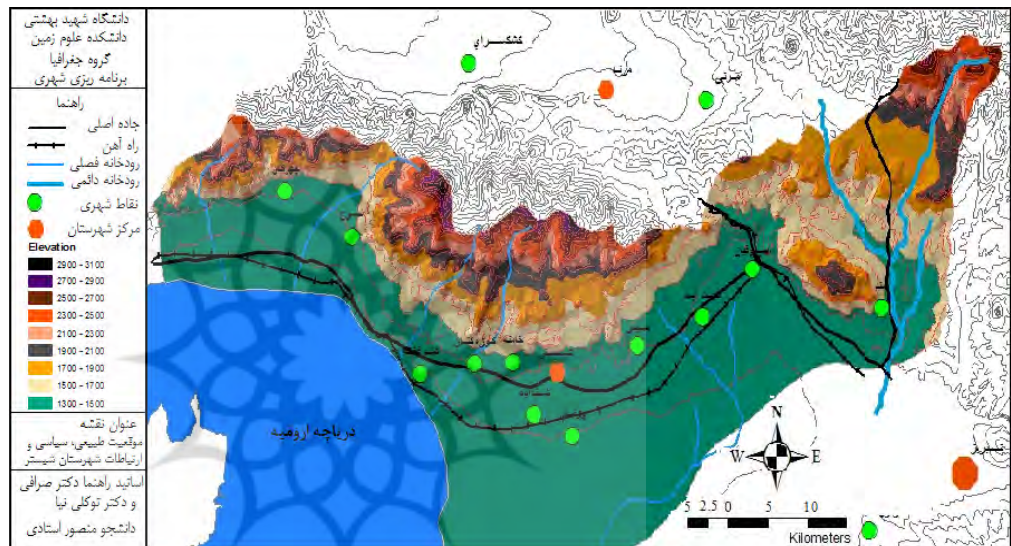 دانشگاه شهید بهشتی
دانشکده علوم زمین
گروه جغرافیا
برنامه ریزی شهری
راهنما
جاده اصلی
راه آهن
رودخانه فصلی
رودخانه دائمی
نقاط شهری
مرکز شهرستان
Elevation
2900 - 3100
2700 - 2900
2500 - 2700
2300 - 2500
2100 - 2300
1900 - 2100
1700 - 1900
1500 - 1700
1300 - 1500
عنوان نقشه
موقعیت طبیعی، سیاسی و
ارتباطات شهرستان شبستر
اساتید راهنما دکتر صرافی
و دکتر توکلی نیا
دانشجو منصور استادی
کشکسرای
خامنه
دریاچه ارومیه
N
W
E
S
5 2.5 0 5 10
Kilometers